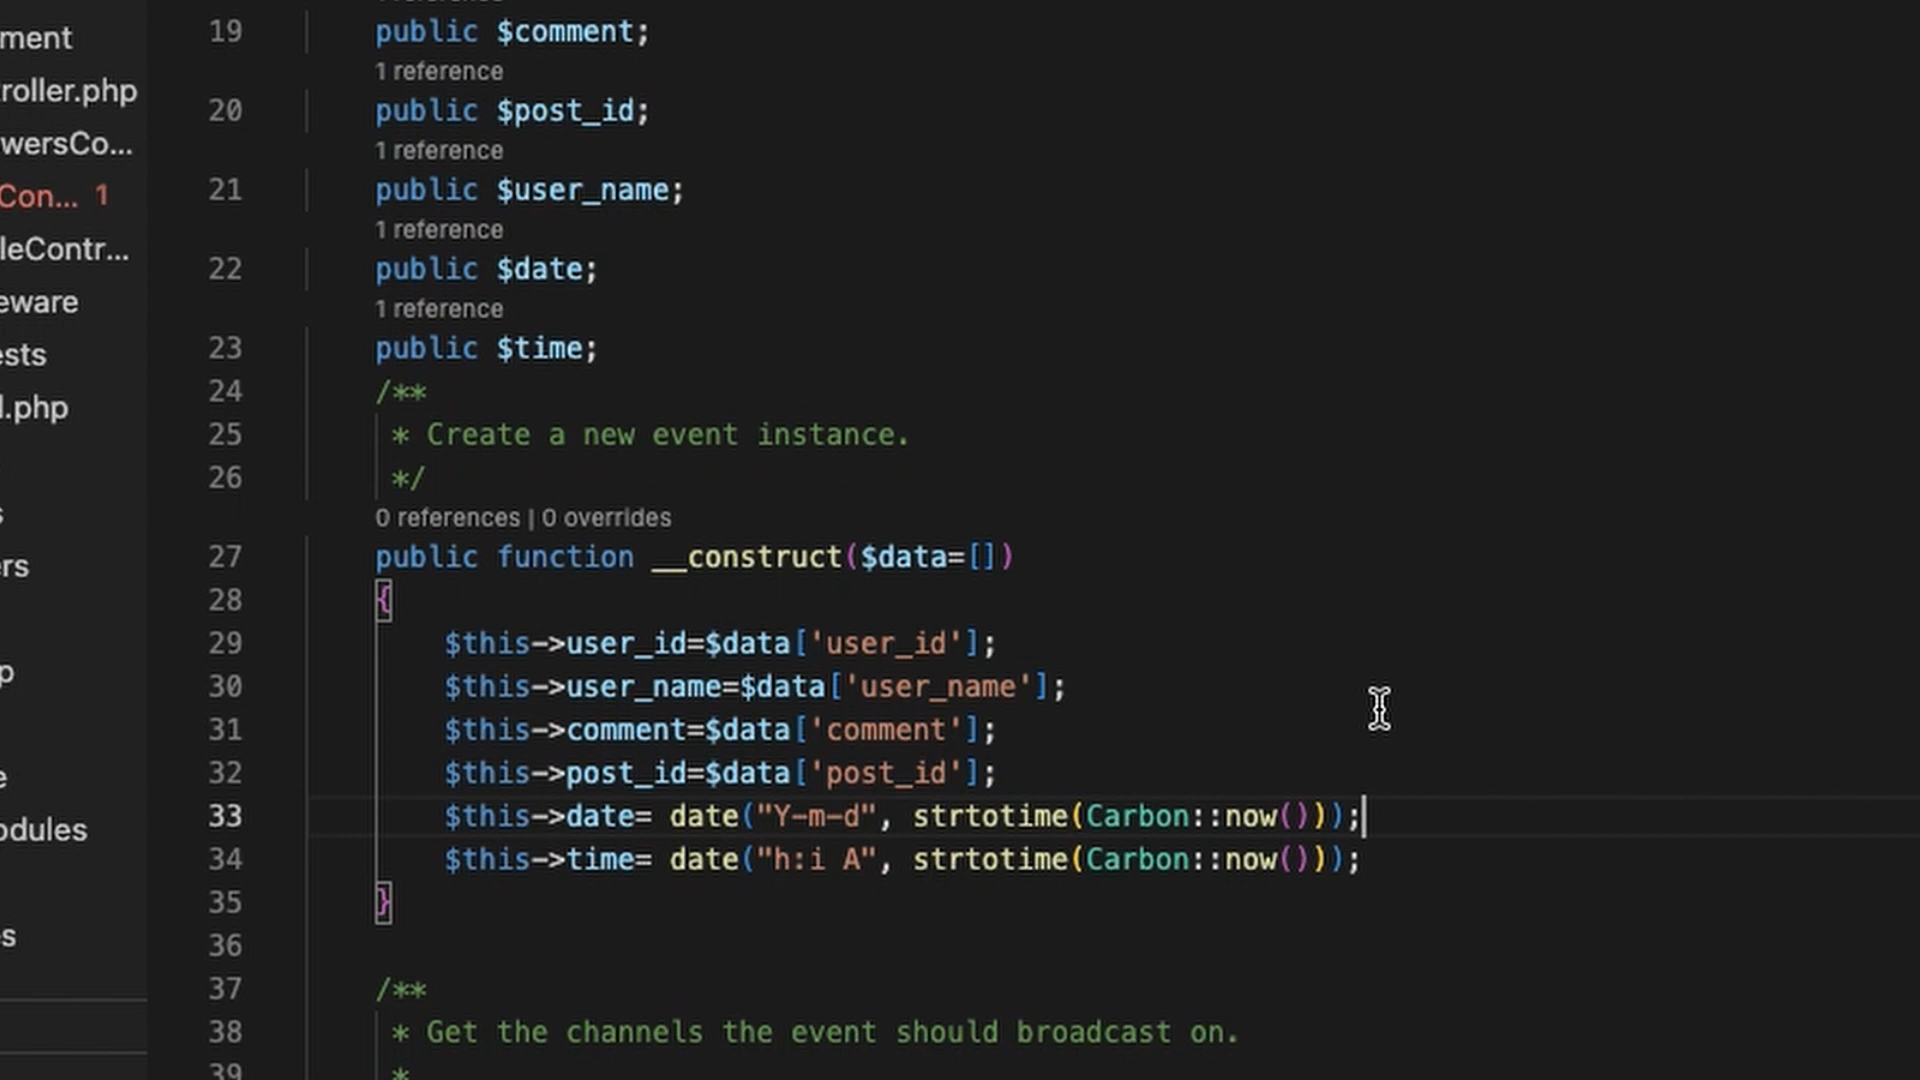 ment
roller.php
wersCo...
Con... 1
leContr...
eware
ests
l.php
s
ers
p
e
odules
s
19 public $comment;
1 reference
20 public $post_id;
1 reference
21 public $user_name;
1 reference
22 public $date;
1 reference
23 public $time;
24 /**
25 * Create a new event instance.
26 */
0 references | 0 overrides
27 public function __construct($data=[])
28 {
29 $this->user_id=$data['user_id'];
30 $this->user_name=$data['user_name'];
31 $this->comment=$data['comment'];
32 $this->post_id=$data['post_id'];
33 $this->date= date("Y-m-d", strtotime(Carbon::now()));
34 $this->time= date("h:i A", strtotime(Carbon::now()));
35 }
36
37 /**
38 * Get the channels the event should broadcast on.
39 *